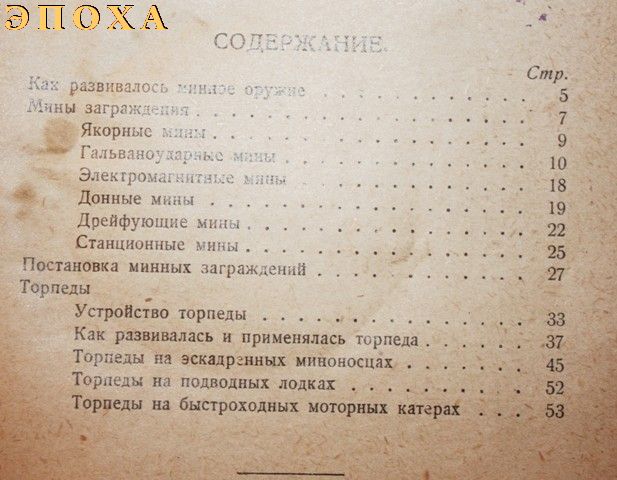 ЭПОХА
СОДЕРЖАНИЕ.
Стр.
Как развивалось минное оружие . . . . . . . . . . 5
Мины заграждения . . . . . . . . . . . . . . . . 7
Якорные мины . . . . . . . . . . . . . . 9
Гальваноударные мины . . . . . . . . . . . 10
Электромагнитные мины . . . . . . . . . . 18
Донные мины . . . . . . . . . . . . . . 19
Дрейфующие мины . . . . . . . . . . . . . 22
Станционные мины . . . . . . . . . . . . . 25
Постановка минных заграждений . . . . . . . . . . 27
Торпеды
Устройство торпеды . . . . . . . . . . . . 33
Как развивалась и применялась торпеда . . . . . 37
Торпеды на эскадренных миноносцах . . . . . . 45
Торпеды на подводных лодках . . . . . . . . 52
Торпеды на быстроходных моторных катерах . . . 53